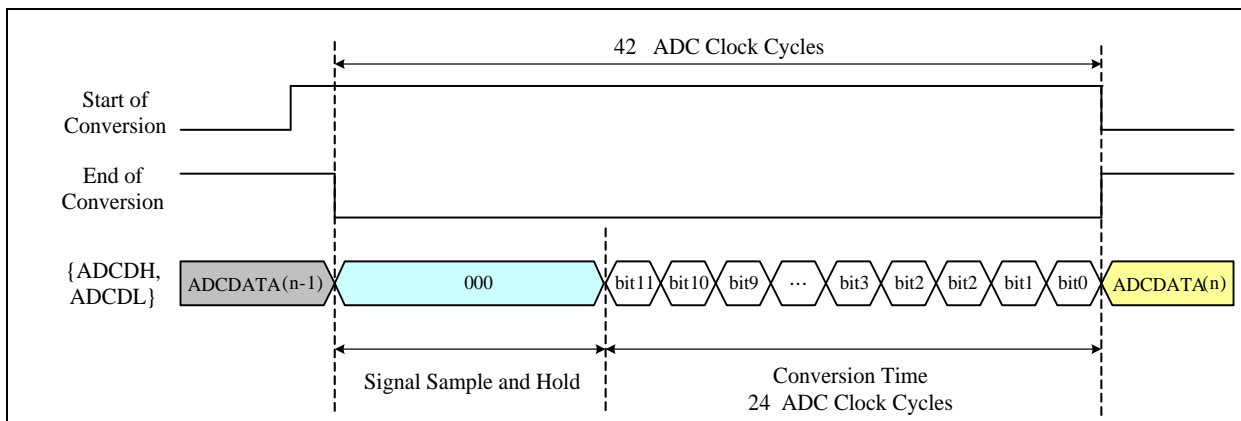 42 ADC Clock Cycles
Start of
Conversion
End of
Conversion
{ADCDH,
ADCDL}
ADCDATA(n-1)
000
bit11
bit10
bit9
...
bit3
bit2
bit2
bit1
bit0
ADCDATA(n)
Signal Sample and Hold
Conversion Time
24 ADC Clock Cycles